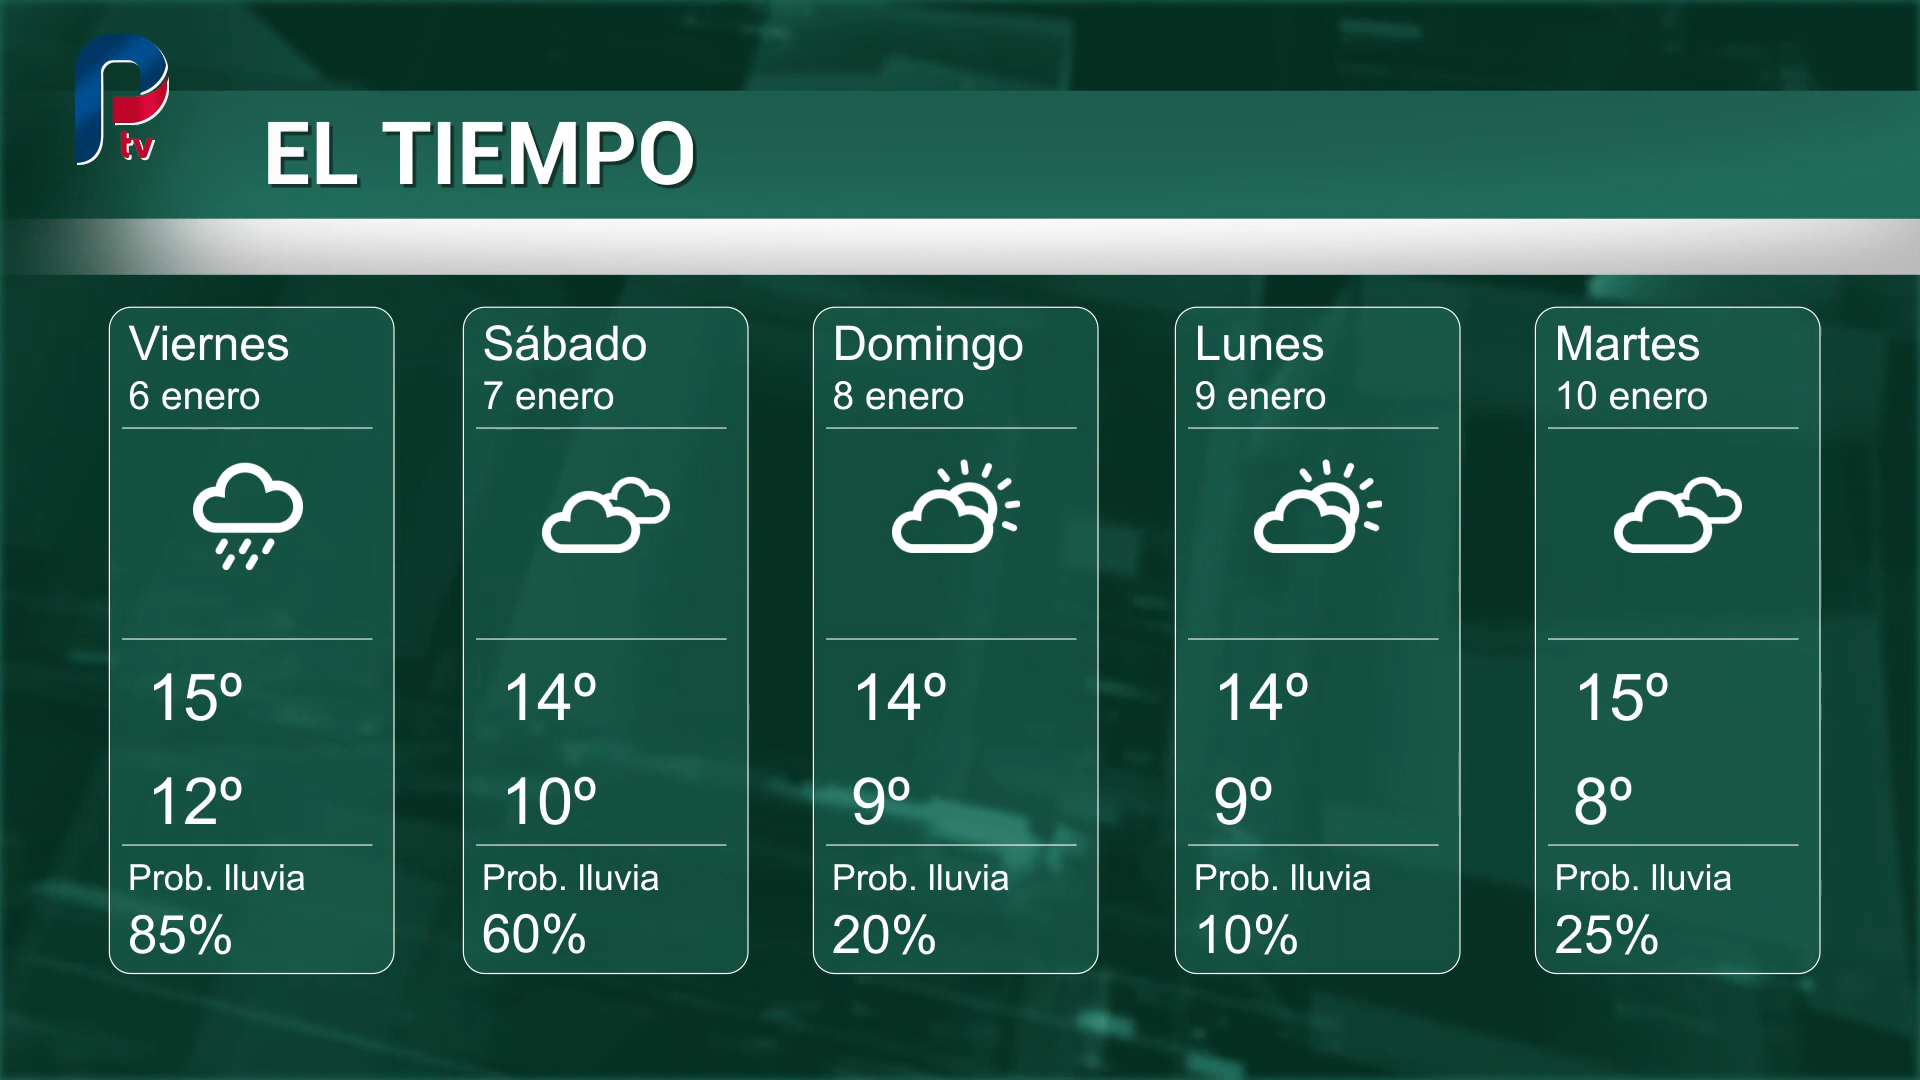 P
tv
EL TIEMPO
Viernes
6 enero
15º
12º
Prob. lluvia
85%
Sábado
7 enero
14º
10º
Prob. lluvia
60%
Domingo
8 enero
14º
9º
Prob. lluvia
20%
Lunes
9 enero
14º
9º
Prob. lluvia
10%
Martes
10 enero
15º
8º
Prob. lluvia
25%